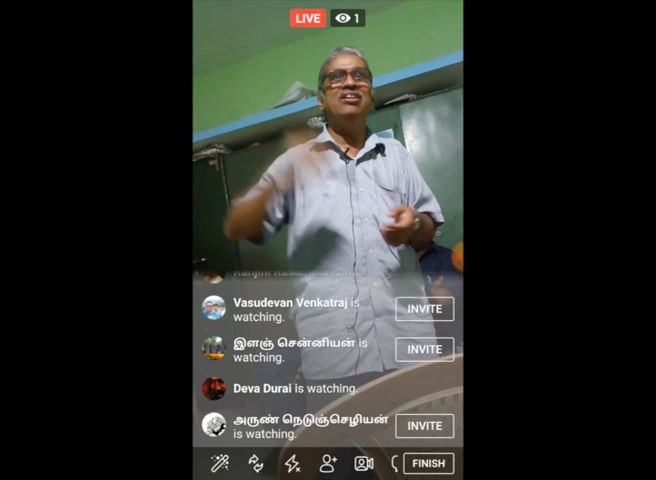 LIVE 1
Vasudevan Venkatraj is
watching.
INVITE
இளஞ் சென்னியன் is
watching.
INVITE
Deva Durai is watching.
அருண் நெடுஞ்செழியன்
is watching.
INVITE
FINISH